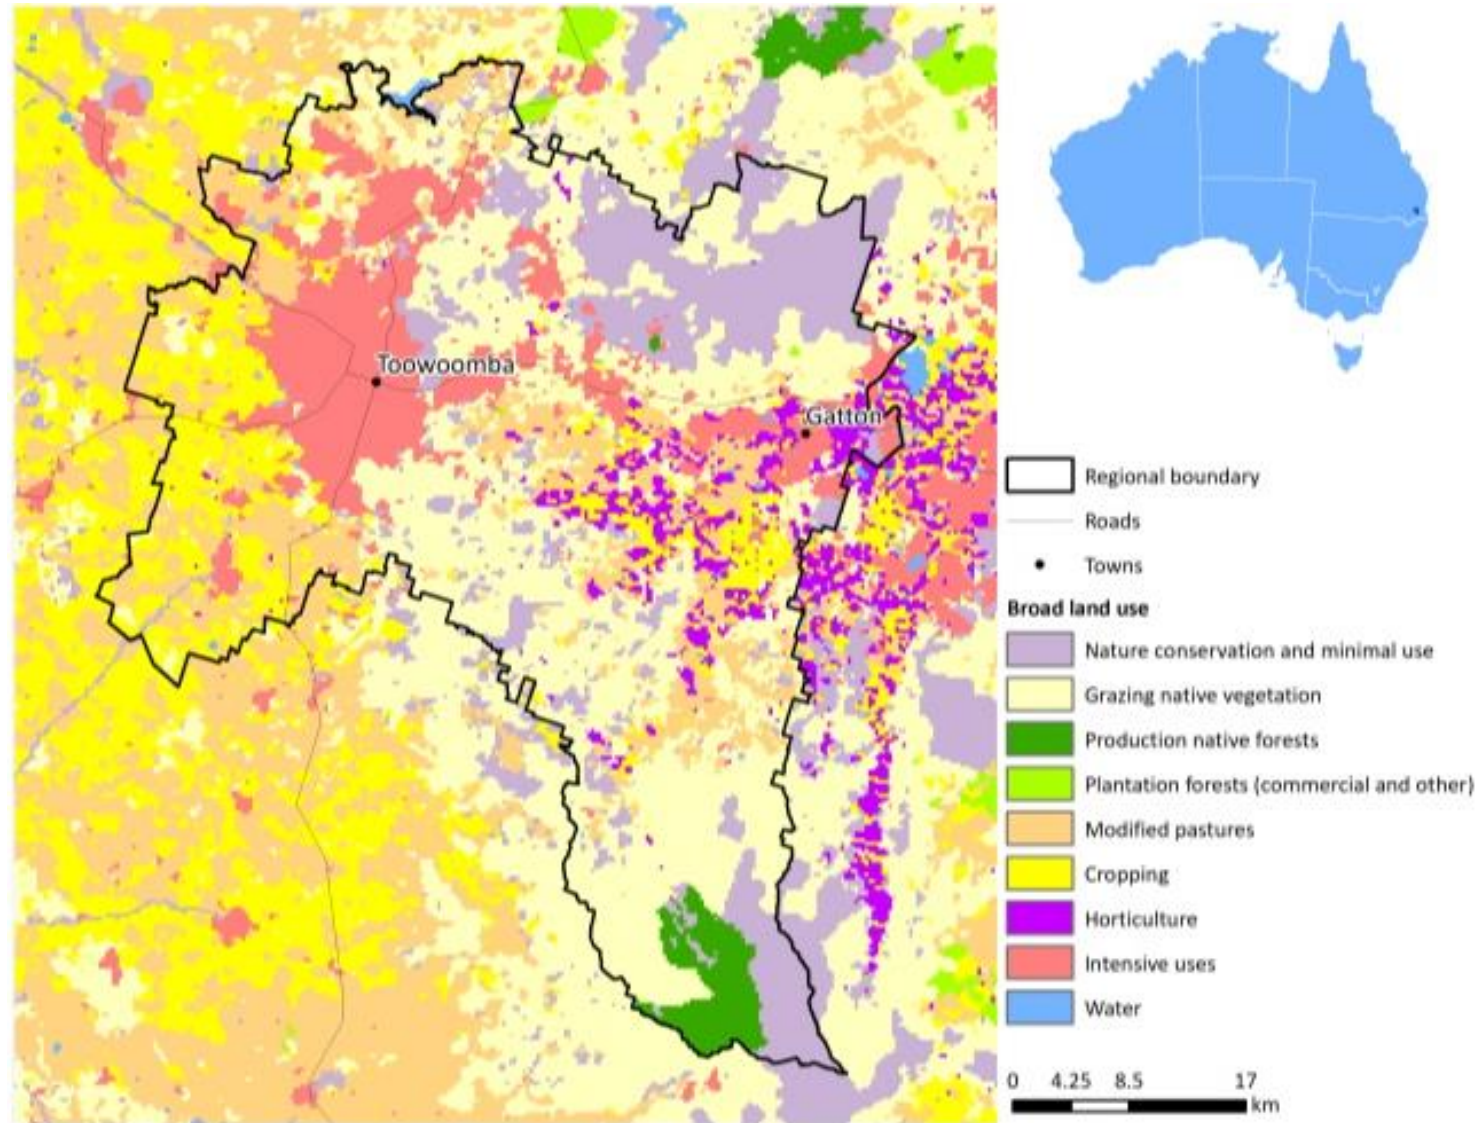 Toowoomba
Gatton
Regional boundary
Roads
Towns
Broad land use
Nature conservation and minimal use
Grazing native vegetation
Production native forests
Plantation forests (commercial and other)
Modified pastures
Cropping
Horticulture
Intensive uses
Water
0 4.25 8.5 17
km